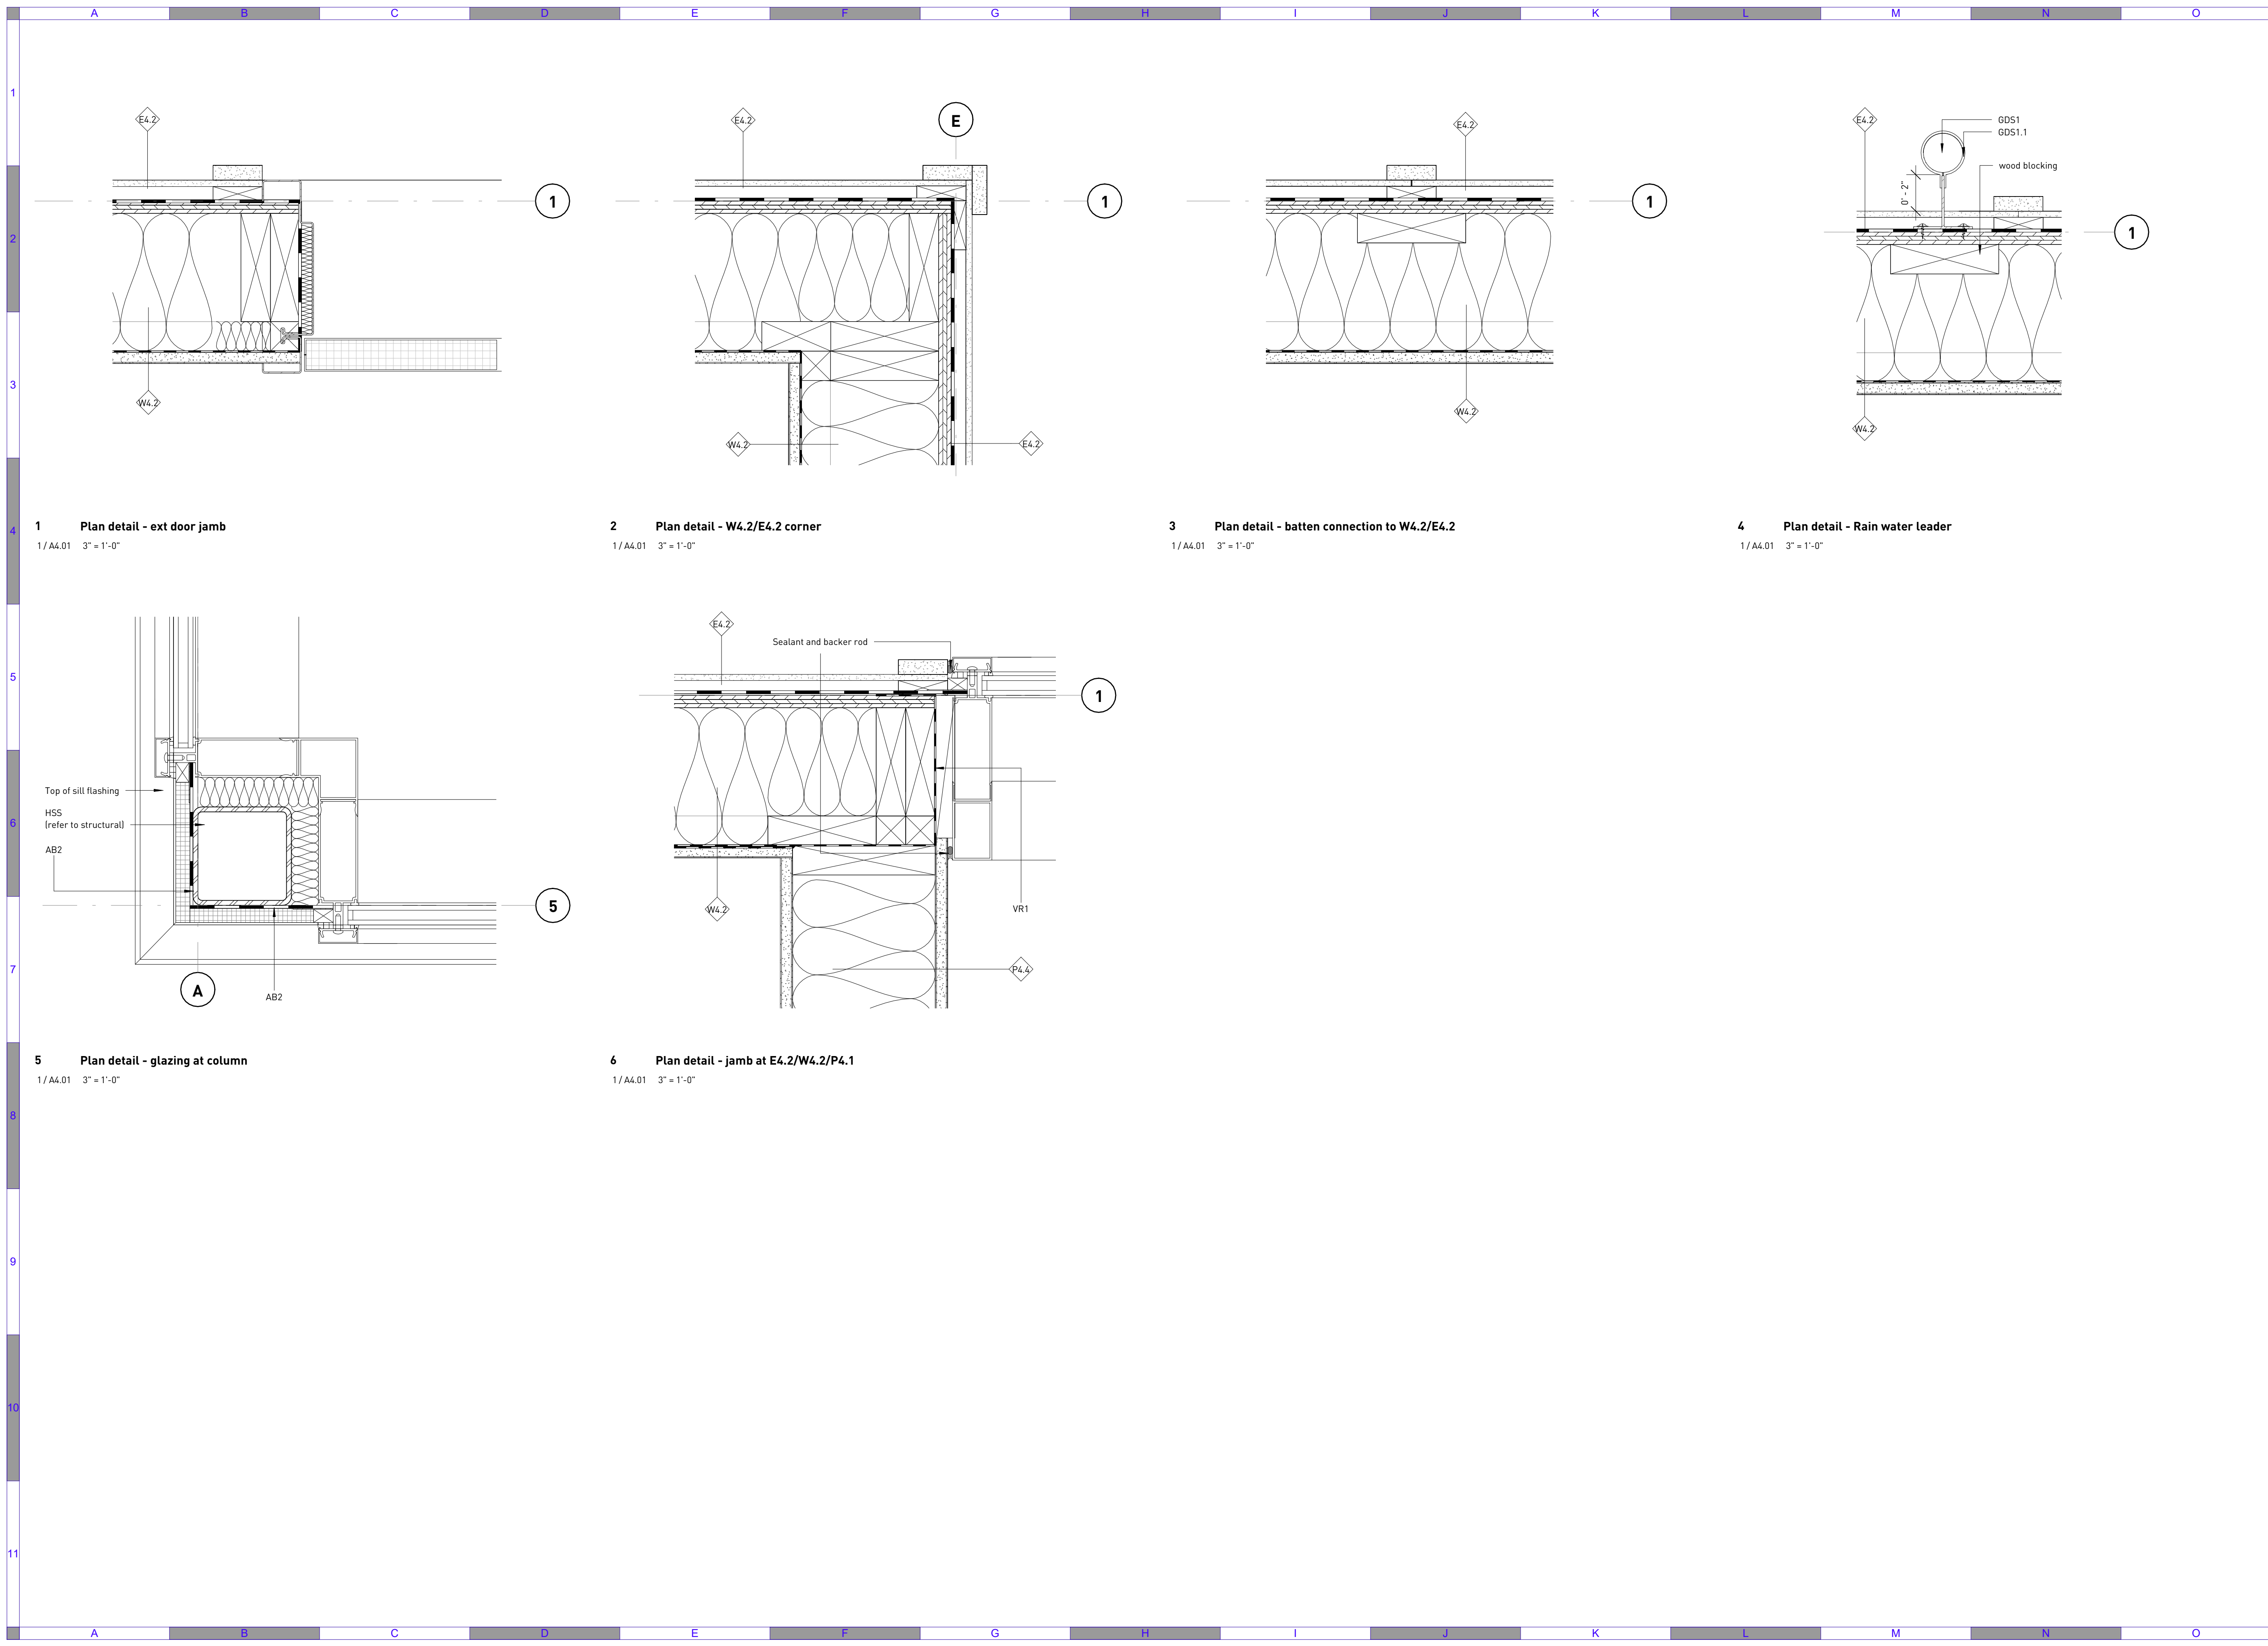 A B C D E F G H I J K L M N O
1
2
3
4
5
6
7
8
9
10
11
E4.2
1
W4.2
1 Plan detail - ext door jamb
1 / A4.01 3" = 1'-0"
E4.2
E
1
W4.2
E4.2
2 Plan detail - W4.2/E4.2 corner
1 / A4.01 3" = 1'-0"
E4.2
1
W4.2
3 Plan detail - batten connection to W4.2/E4.2
1 / A4.01 3" = 1'-0"
E4.2
GDS1
GDS1.1
wood blocking
0' - 2"
1
W4.2
4 Plan detail - Rain water leader
1 / A4.01 3" = 1'-0"
Top of sill flashing
HSS
(refer to structural)
AB2
5
A
AB2
5 Plan detail - glazing at column
1 / A4.01 3" = 1'-0"
E4.2
Sealant and backer rod
1
W4.2
VR1
P4.4
6 Plan detail - jamb at E4.2/W4.2/P4.1
1 / A4.01 3" = 1'-0"
A B C D E F G H I J K L M N O